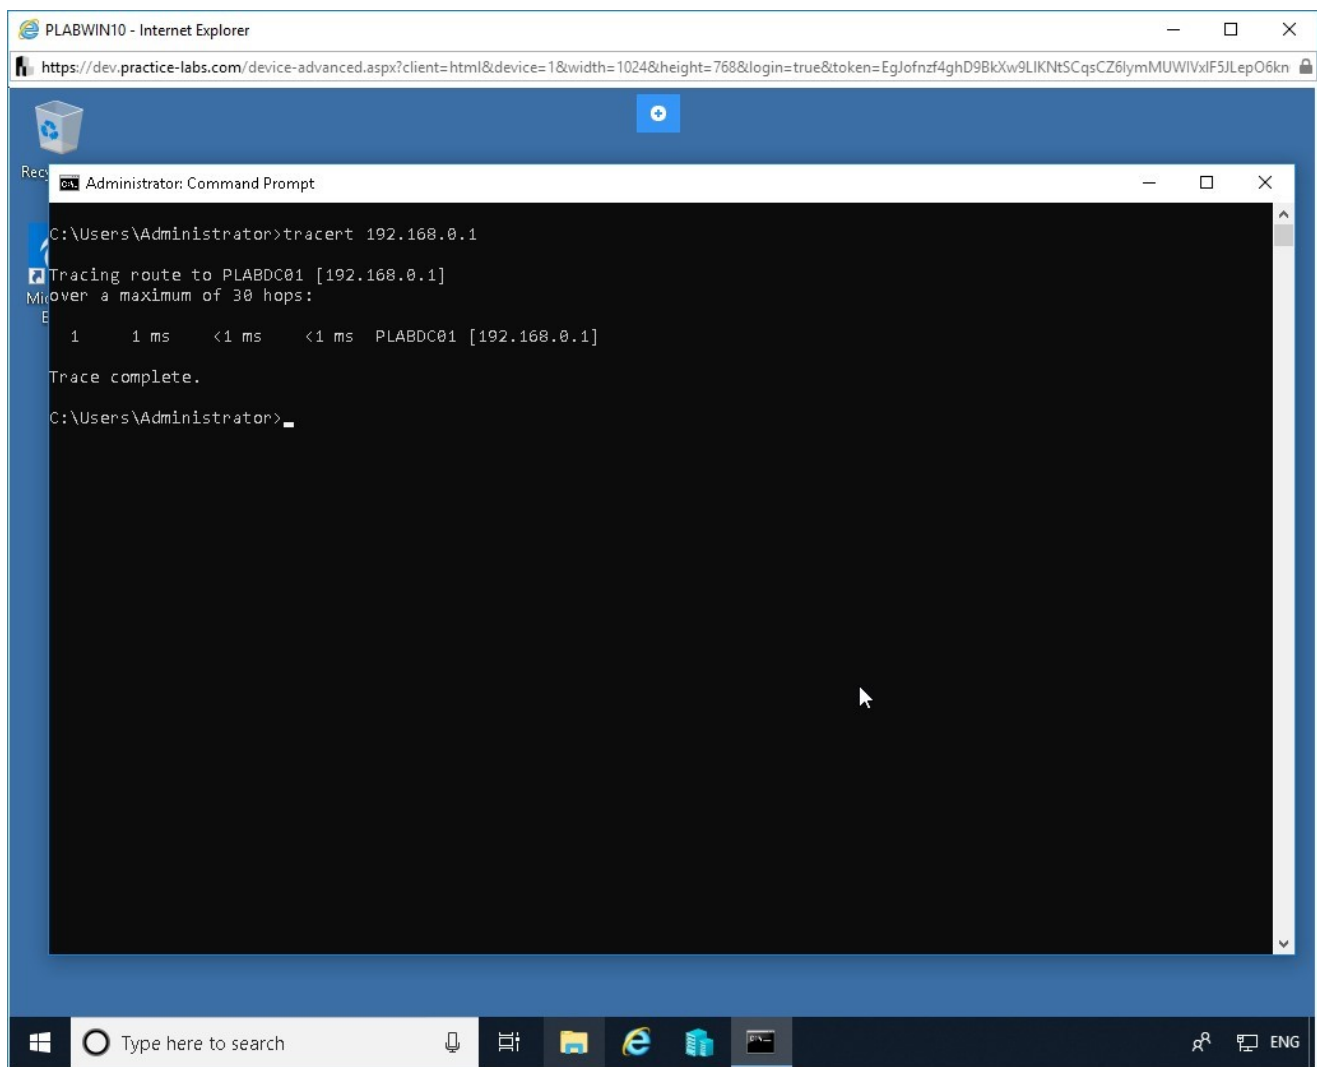 PLABWIN10 - Internet Explorer
https://dev.practice-labs.com/device-advanced.aspx?client=html&device=1&width=1024&height=768&login=true&token=EgJofnzf4ghD9BkXw9LIKNtSCqsCZ6lymMUWIVxIF5JLepO6kn
Recy
Administrator: Command Prompt
C:\Users\Administrator>tracert 192.168.0.1
Tracing route to PLABDC01 [192.168.0.1]
Mic
over a maximum of 30 hops:
E
1 1 ms <1 ms <1 ms PLABDC01 [192.168.0.1]
Trace complete.
C:\Users\Administrator>
Type here to search
ENG